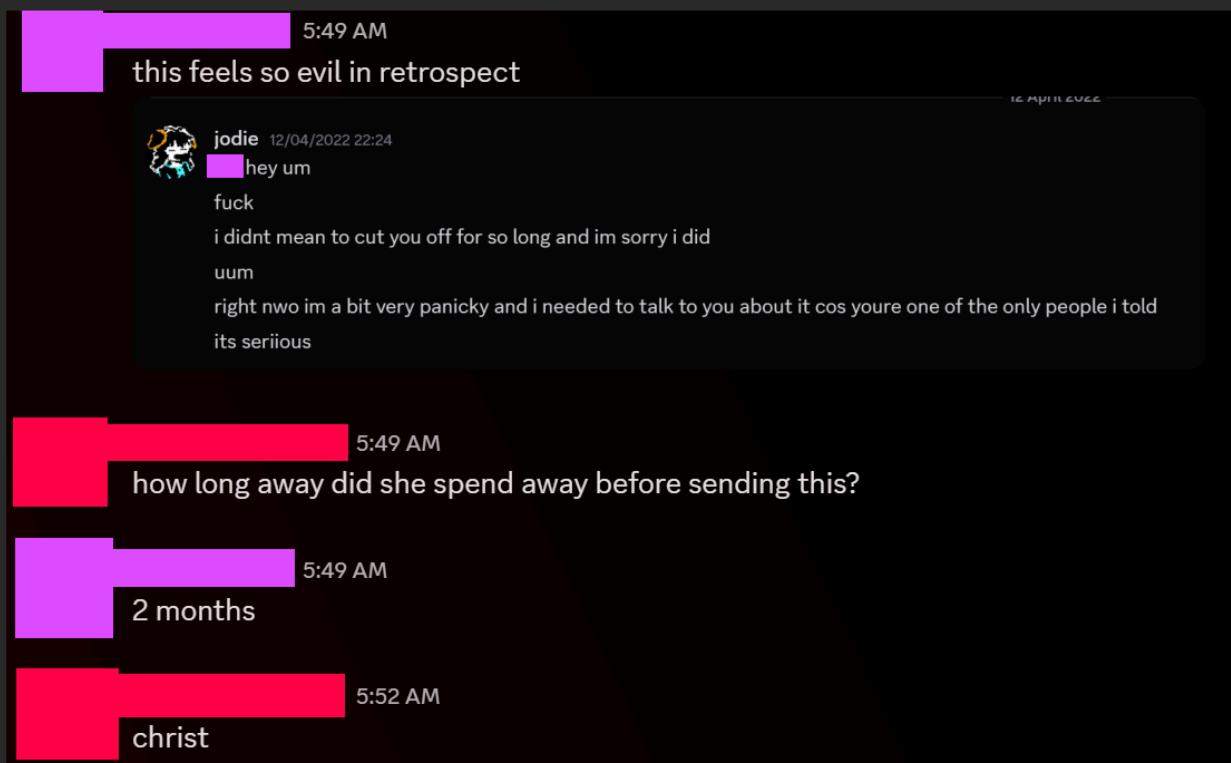 5:49 AM
this feels so evil in retrospect
12 April 2022
jodie 12/04/2022 22:24
hey um
fuck
i didnt mean to cut you off for so long and im sorry i did
uum
right nwo im a bit very panicky and i needed to talk to you about it cos youre one of the only people i told
its seriious
5:49 AM
how long away did she spend away before sending this?
5:49 AM
2 months
5:52 AM
christ